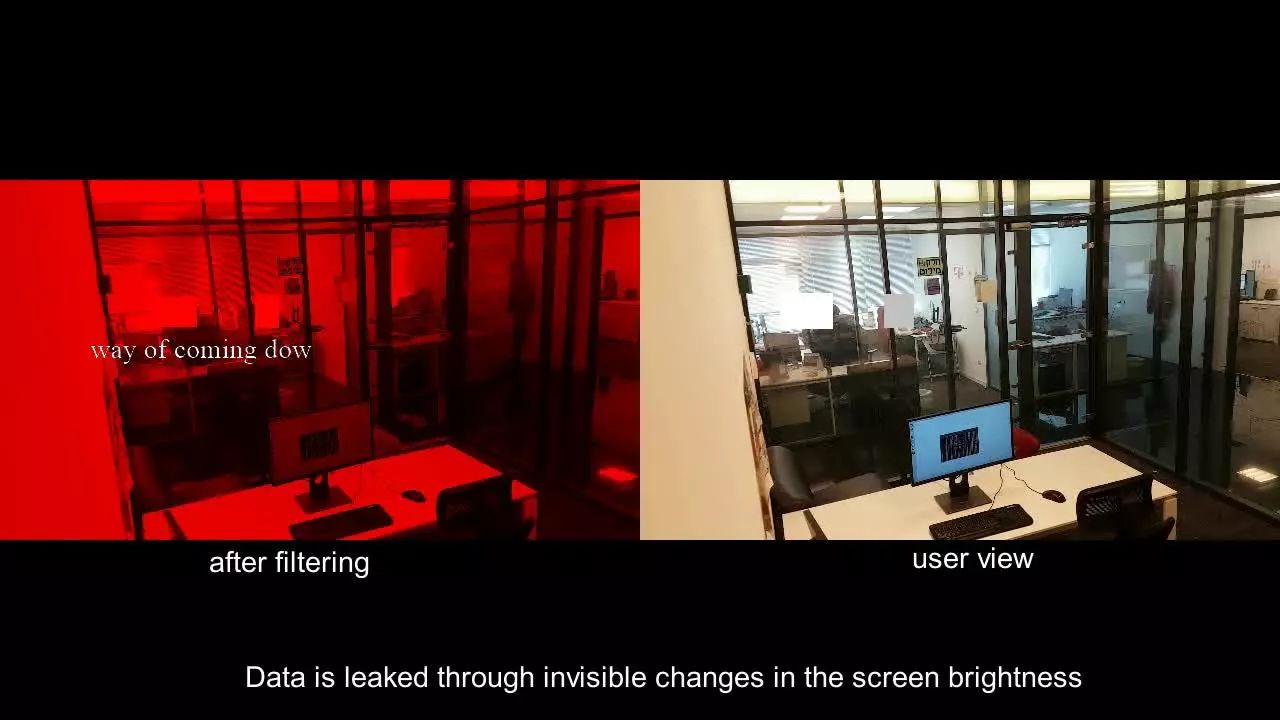 way of coming dow
after filtering
user view
Data is leaked through invisible changes in the screen brightness